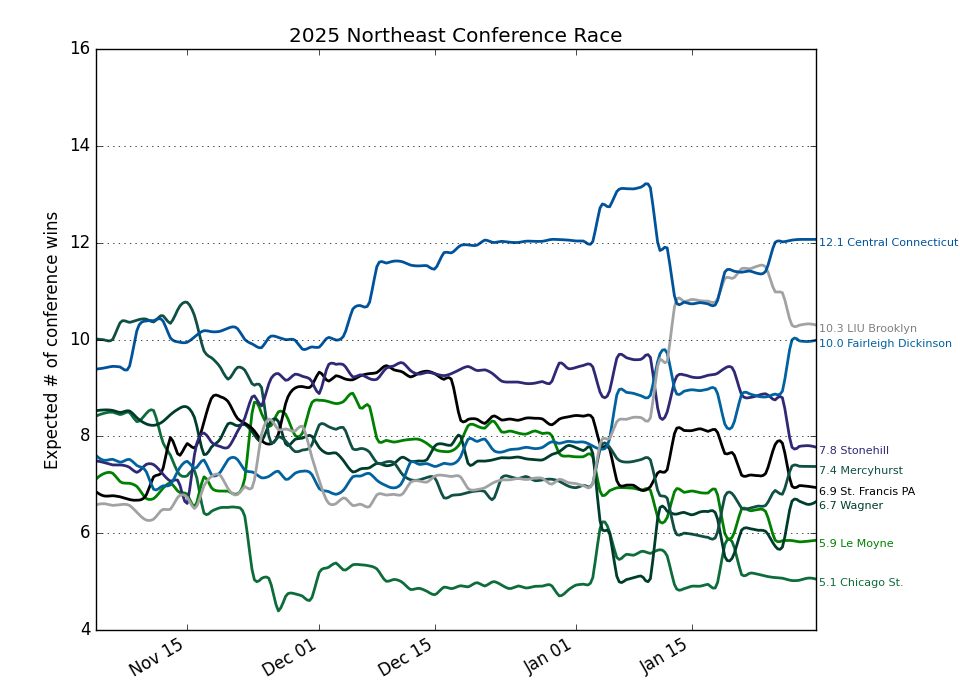 2025 Northeast Conference Race
Expected # of conference wins
16
14
12
10
8
6
4
Nov 15
Dec 01
Dec 15
Jan 01
Jan 15
12.1 Central Connecticut
10.3 LIU Brooklyn
10.0 Fairleigh Dickinson
7.8 Stonehill
7.4 Mercyhurst
6.9 St. Francis PA
6.7 Wagner
5.9 Le Moyne
5.1 Chicago St.